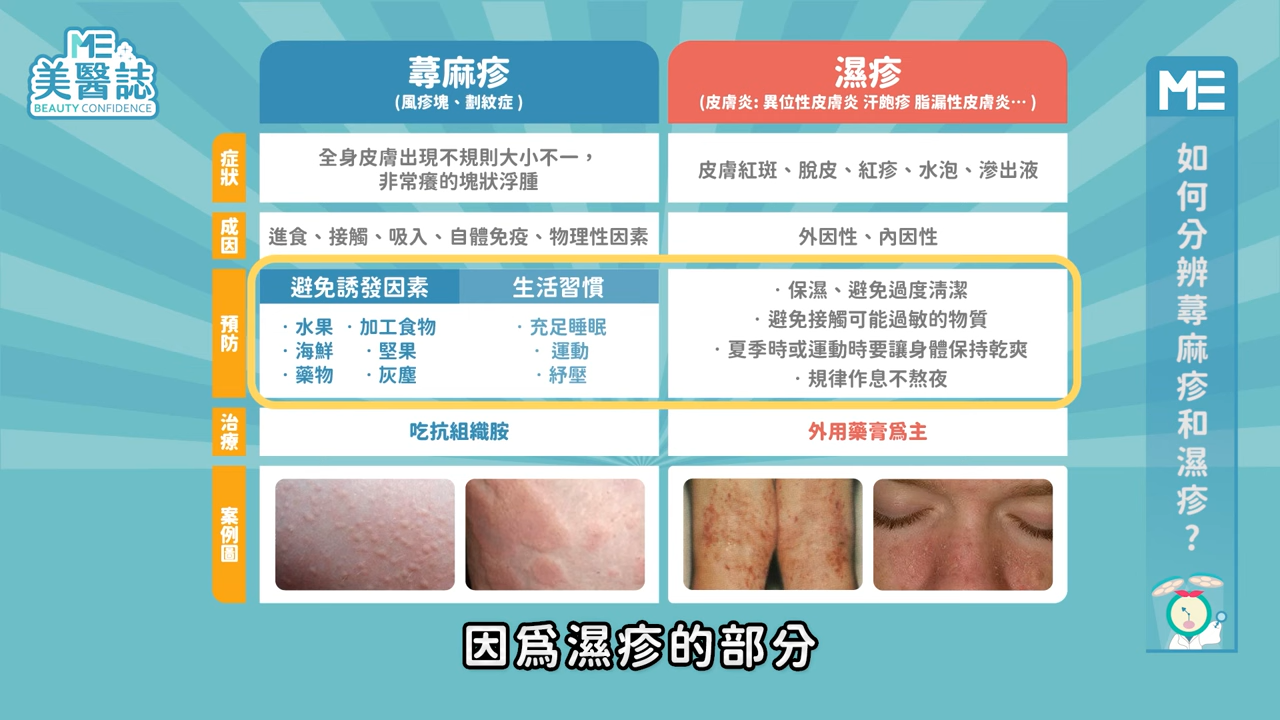 ME
美醫誌
BEAUTY CONFIDENCE
蕁麻疹
(風疹塊、劃紋症)
濕疹
(皮膚炎: 異位性皮膚炎 汗皰疹 脂漏性皮膚炎…)
症狀
全身皮膚出現不規則大小不一，
非常癢的塊狀浮腫
皮膚紅斑、脫皮、紅疹、水泡、滲出液
成因
進食、接觸、吸入、自體免疫、物理性因素
外因性、內因性
預防
避免誘發因素
生活習慣
·水果 ·加工食物
·海鮮 ·堅果
·藥物 ·灰塵
·充足睡眠
·運動
·紓壓
·保濕、避免過度清潔
·避免接觸可能過敏的物質
·夏季時或運動時要讓身體保持乾爽
·規律作息不熬夜
治療
吃抗組織胺
外用藥膏為主
案例圖
ME
如何分辨蕁麻疹和濕疹？
因為濕疹的部分